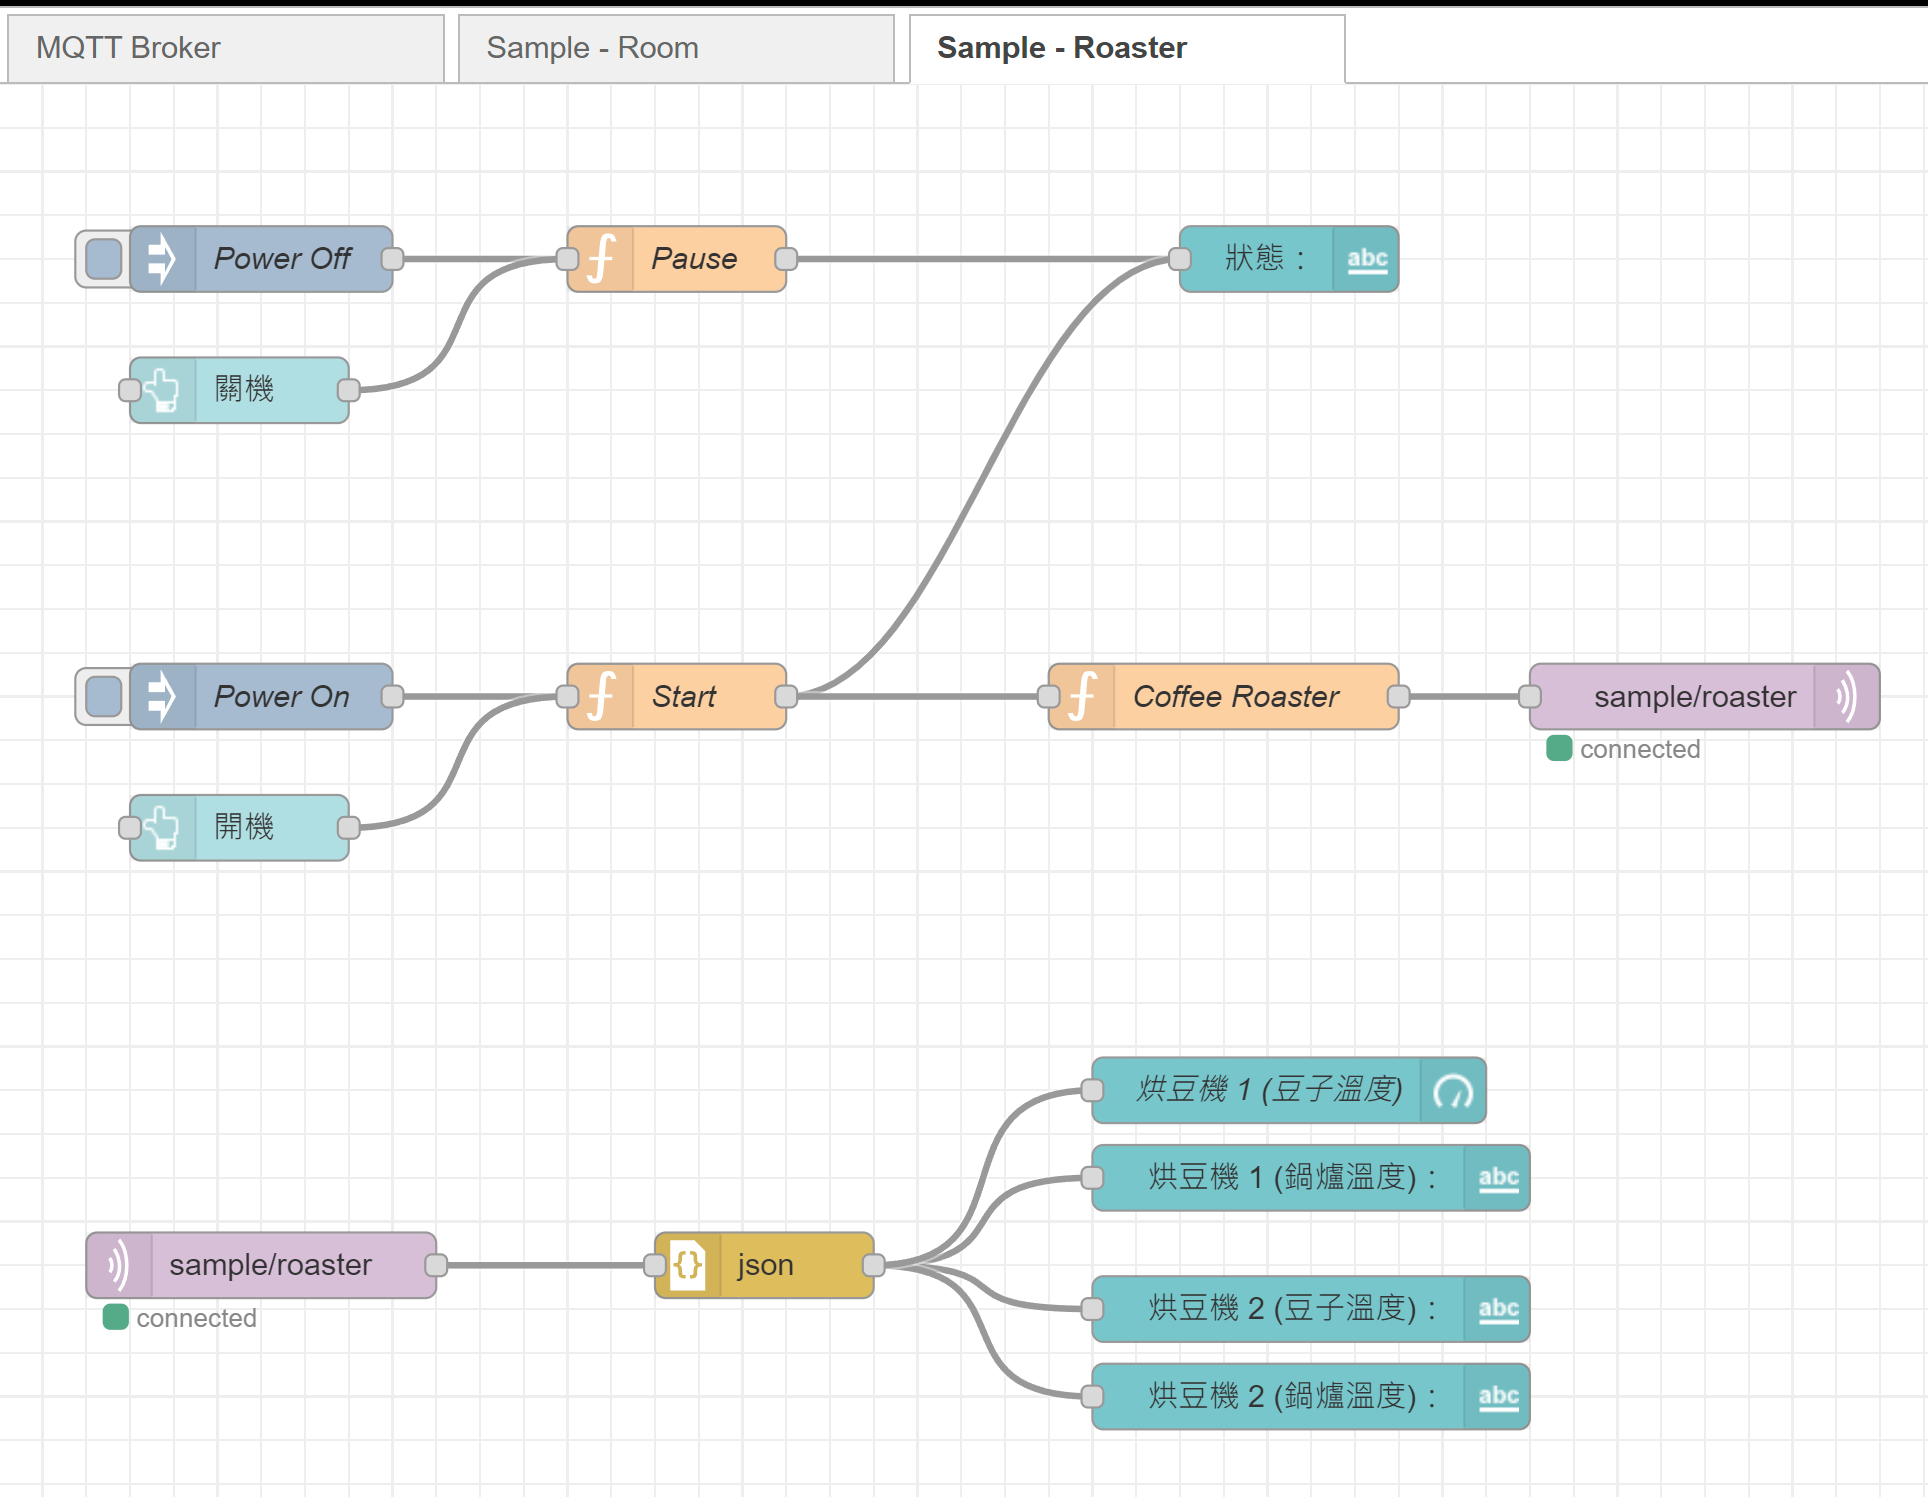 MQTT Broker
Sample - Room
Sample - Roaster
Power Off
Pause
狀態：
abc
關機
Power On
Start
Coffee Roaster
sample/roaster
connected
開機
烘豆機 1 (豆子溫度)
烘豆機 1 (鍋爐溫度)：
abc
sample/roaster
json
connected
烘豆機 2 (豆子溫度)：
abc
烘豆機 2 (鍋爐溫度)：
abc